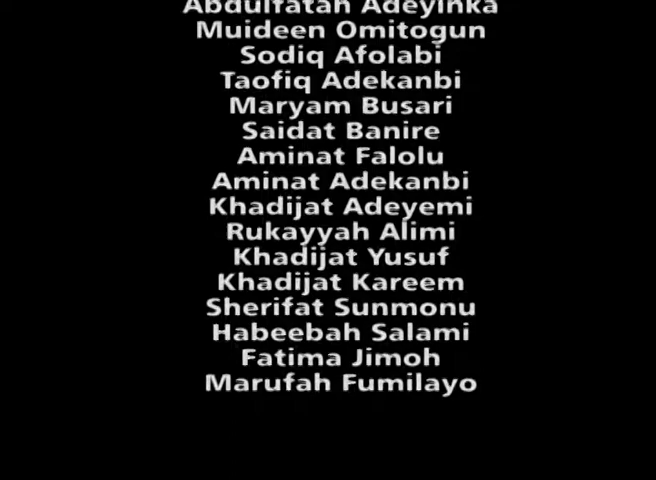 Abdulfatah Adeyinka
Muideen Omitogun
Sodiq Afolabi
Taofiq Adekanbi
Maryam Busari
Saidat Banire
Aminat Falolu
Aminat Adekanbi
Khadijat Adeyemi
Rukayyah Alimi
Khadijat Yusuf
Khadijat Kareem
Sherifat Sunmonu
Habeebah Salami
Fatima Jimoh
Marufah Fumilayo